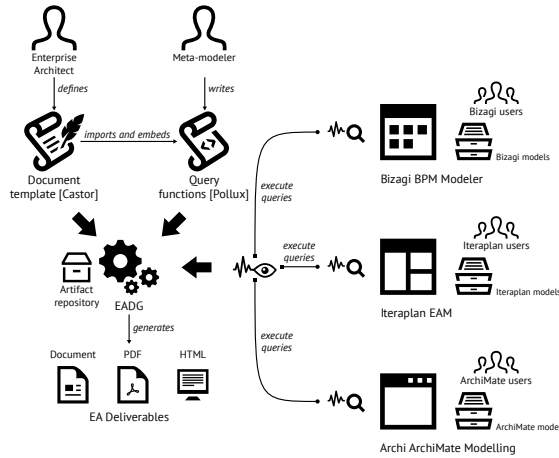 Enterprise
Architect
Meta-modeler
defines
writes
imports and embeds
Document
template [Castor]
Query
functions [Pollux]
Artifact
repository
EADG
generates
Document
PDF
HTML
EA Deliverables
execute
queries
execute
queries
execute
queries
Bizagi users
Bizagi models
Bizagi BPM Modeler
Iteraplan users
Iteraplan models
Iteraplan EAM
ArchiMate users
ArchiMate mode
Archi ArchiMate Modelling